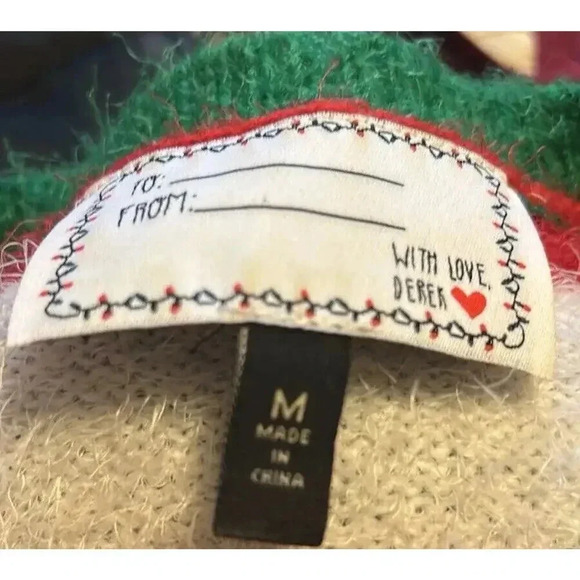 TO:
FROM:
WITH LOVE,
DEREK
M
MADE
IN
CHINA